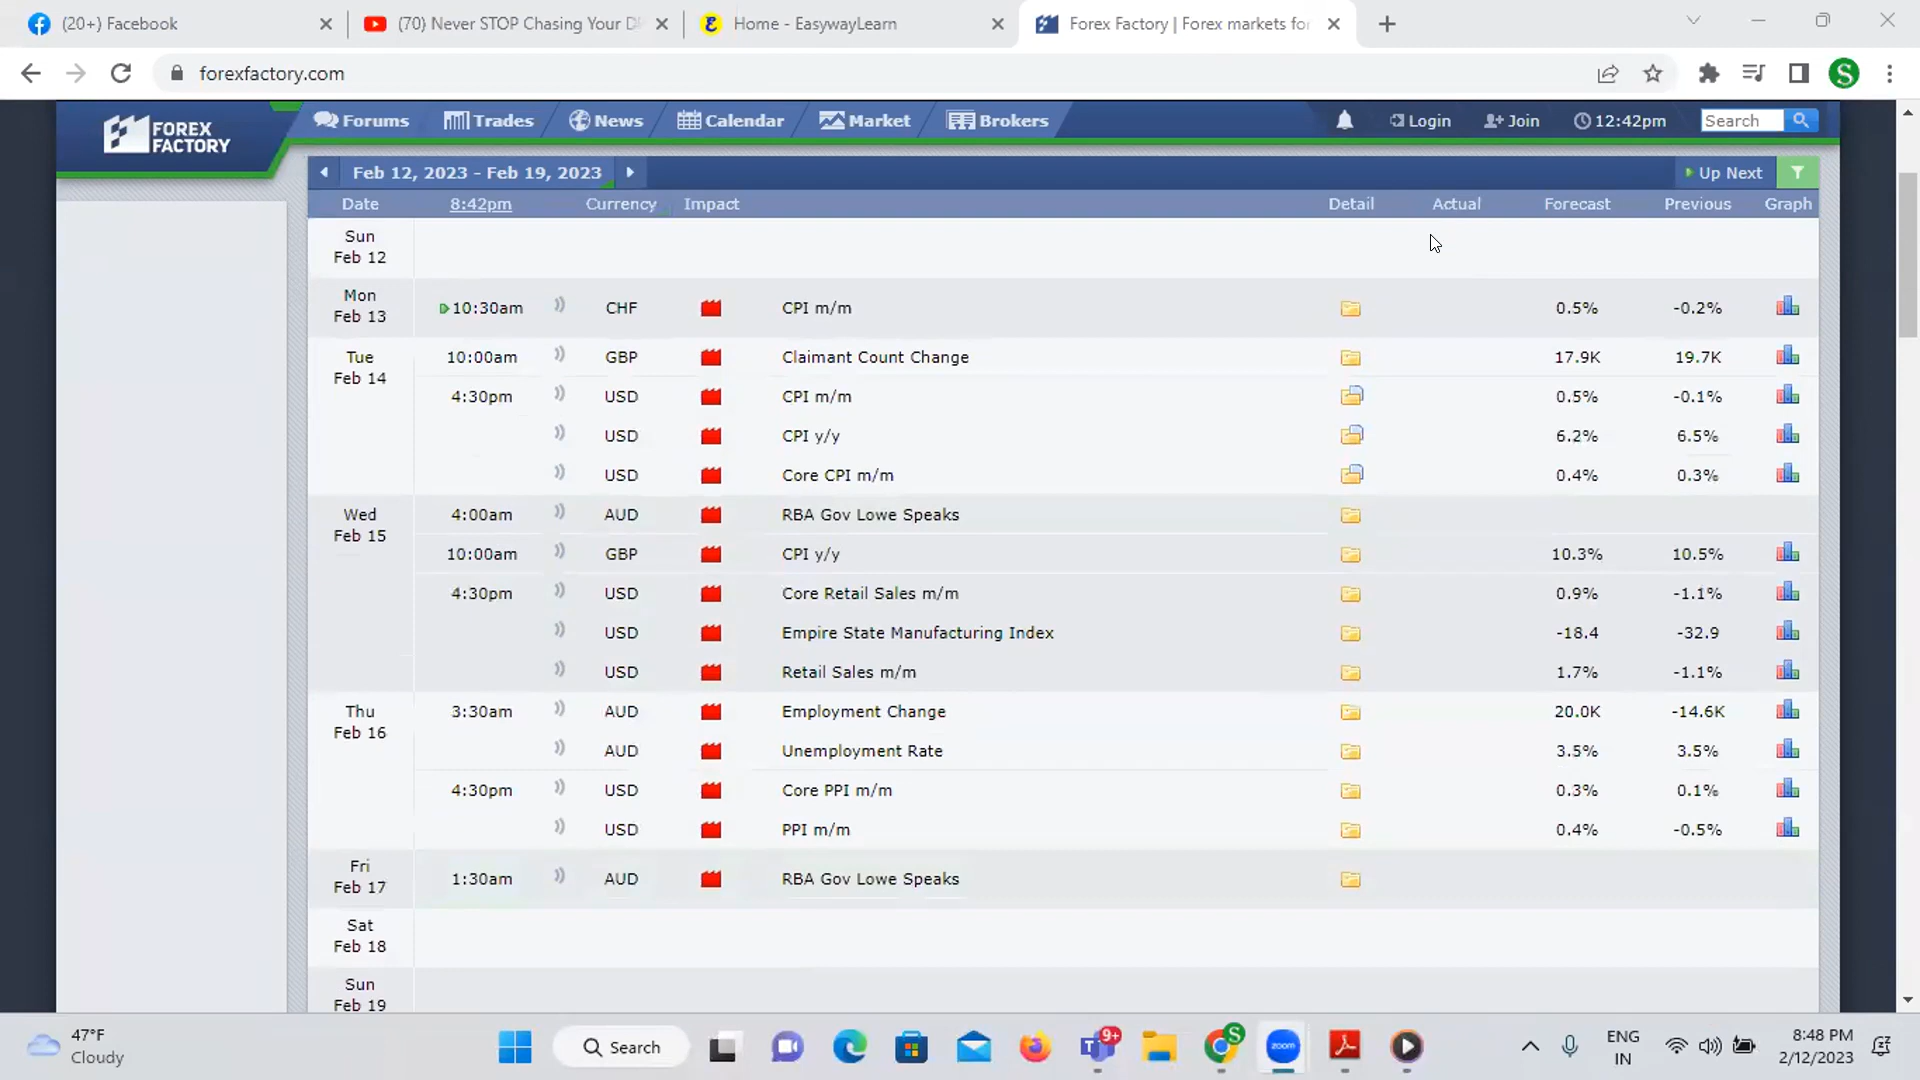 (20+) Facebook
(70) Never STOP Chasing Your D
Home - EasywayLearn
Forex Factory | Forex markets for
forexfactory.com
S
FOREX FACTORY
Forums
Trades
News
Calendar
Market
Brokers
Login
Join
12:42pm
Search
Feb 12, 2023 - Feb 19, 2023
Up Next
Date 8:42pm Currency Impact Detail Actual Forecast Previous Graph
Sun Feb 12
Mon Feb 13
10:30am CHF CPI m/m 0.5% -0.2%
Tue Feb 14
10:00am GBP Claimant Count Change 17.9K 19.7K
4:30pm USD CPI m/m 0.5% -0.1%
USD CPI y/y 6.2% 6.5%
USD Core CPI m/m 0.4% 0.3%
Wed Feb 15
4:00am AUD RBA Gov Lowe Speaks
10:00am GBP CPI y/y 10.3% 10.5%
4:30pm USD Core Retail Sales m/m 0.9% -1.1%
USD Empire State Manufacturing Index -18.4 -32.9
USD Retail Sales m/m 1.7% -1.1%
Thu Feb 16
3:30am AUD Employment Change 20.0K -14.6K
AUD Unemployment Rate 3.5% 3.5%
4:30pm USD Core PPI m/m 0.3% 0.1%
USD PPI m/m 0.4% -0.5%
Fri Feb 17
1:30am AUD RBA Gov Lowe Speaks
Sat Feb 18
Sun Feb 19
47°F
Cloudy
Search
9+
S
zoom
ENG
IN
8:48 PM
2/12/2023